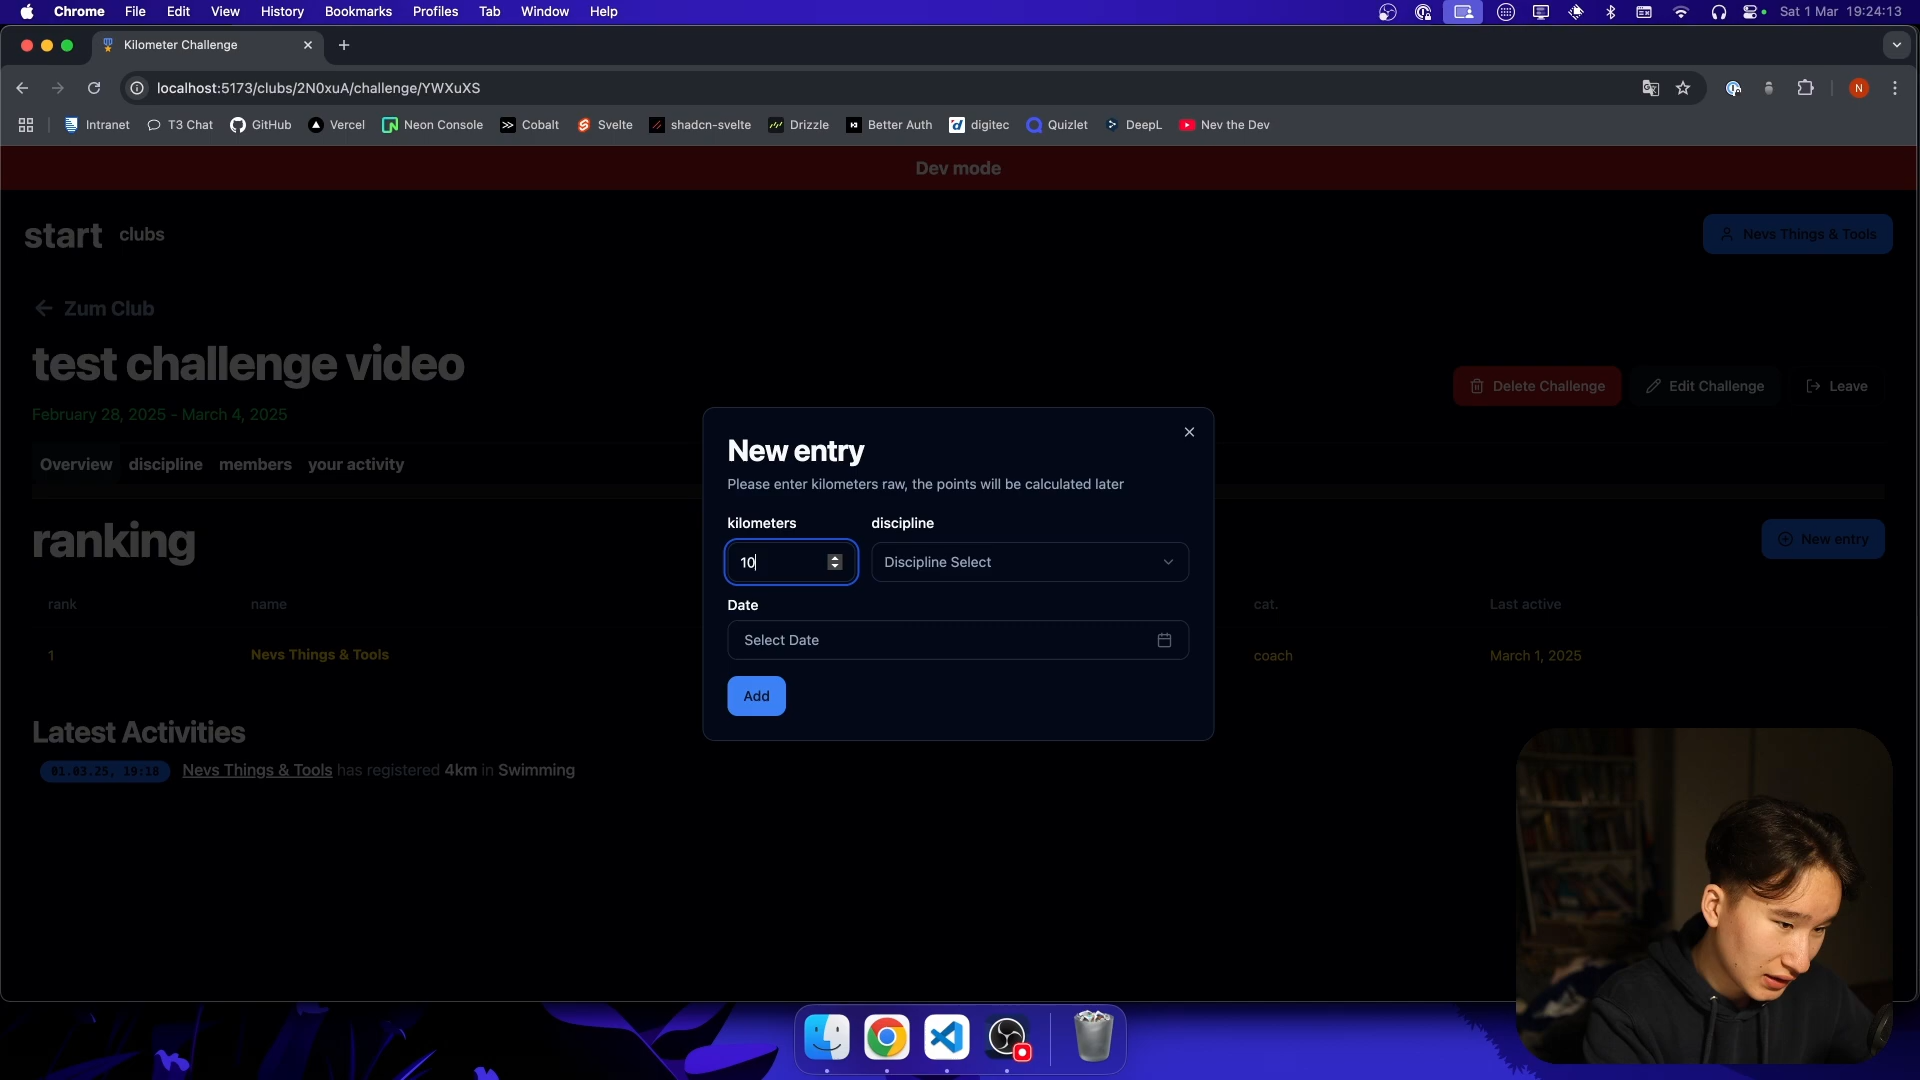 Chrome File Edit View History Bookmarks Profiles Tab Window Help Sat 1 Mar 19:24:13
Kilometer Challenge
localhost:5173/clubs/2N0xuA/challenge/YWXuXS N
Intranet T3 Chat GitHub Vercel Neon Console Cobalt Svelte shadcn-svelte Drizzle Better Auth digitec Quizlet DeepL Nev the Dev
Dev mode
start clubs Nevs Things & Tools
Zum Club
test challenge video
Delete Challenge Edit Challenge Leave
February 28, 2025 - March 4, 2025
Overview discipline members your activity
ranking
New entry
rank name cat. Last active
1 Nevs Things & Tools coach March 1, 2025
Latest Activities
01.03.25, 19:18 Nevs Things & Tools has registered 4km in Swimming
New entry
Please enter kilometers raw, the points will be calculated later
kilometers discipline
10 Discipline Select
Date
Select Date
Add